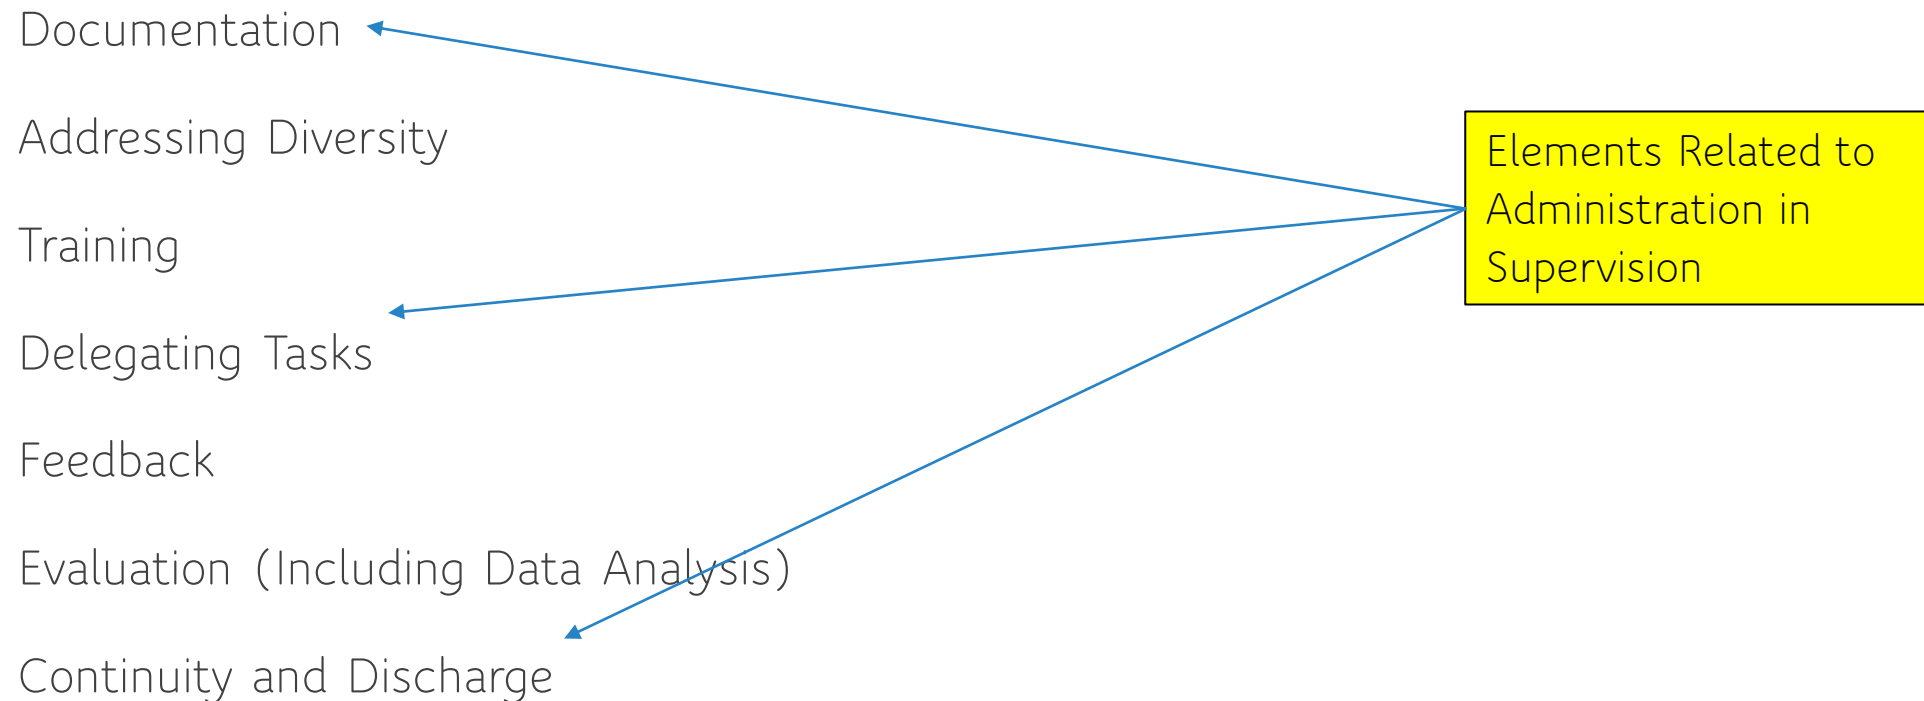 Documentation
Addressing Diversity
Training
Delegating Tasks
Feedback
Evaluation (Including Data Analysis)
Continuity and Discharge
Elements Related to
Administration in
Supervision